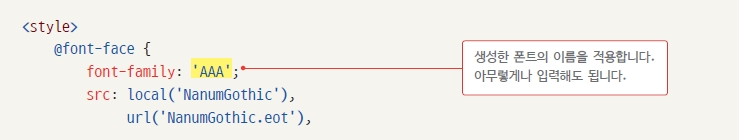 <style>
@font-face {
font-family: 'AAA';
src: local('NanumGothic'),
url('NanumGothic.eot'),
생성한 폰트의 이름을 적용합니다.
아무렇게나 입력해도 됩니다.